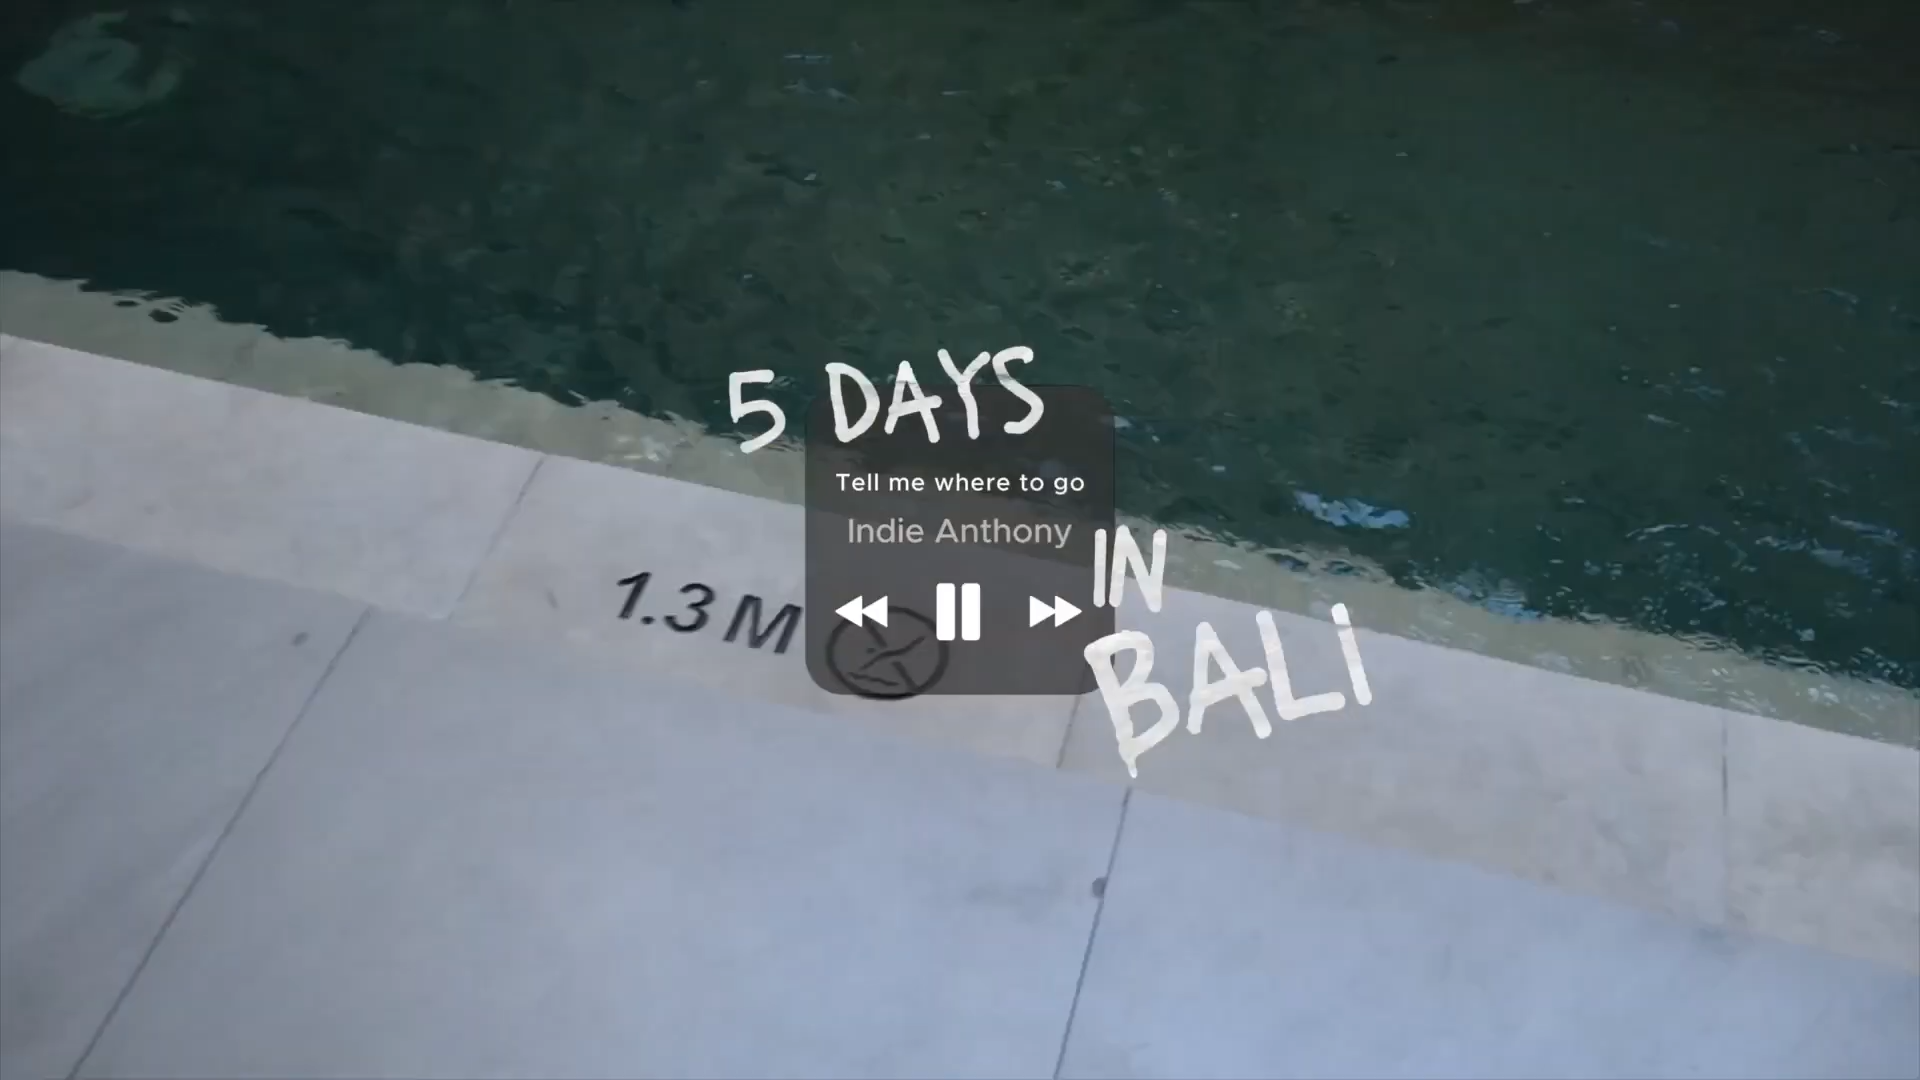 5 DAYS
Tell me where to go
Indie Anthony
IN
BALI
1.3 M